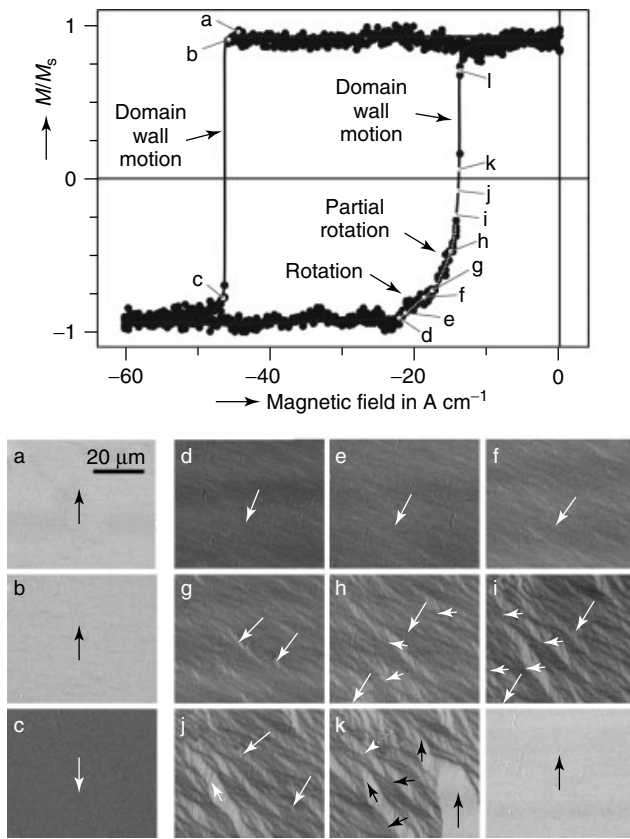 a
b
1
M/Ms
0
−1
Domain
wall
motion
Domain
wall
motion
l
k
j
i
h
g
f
e
d
c
Partial
rotation
Rotation
−60
−40
−20
0
Magnetic field in A cm−1
a
20 μm
d
e
f
b
g
h
i
c
j
k